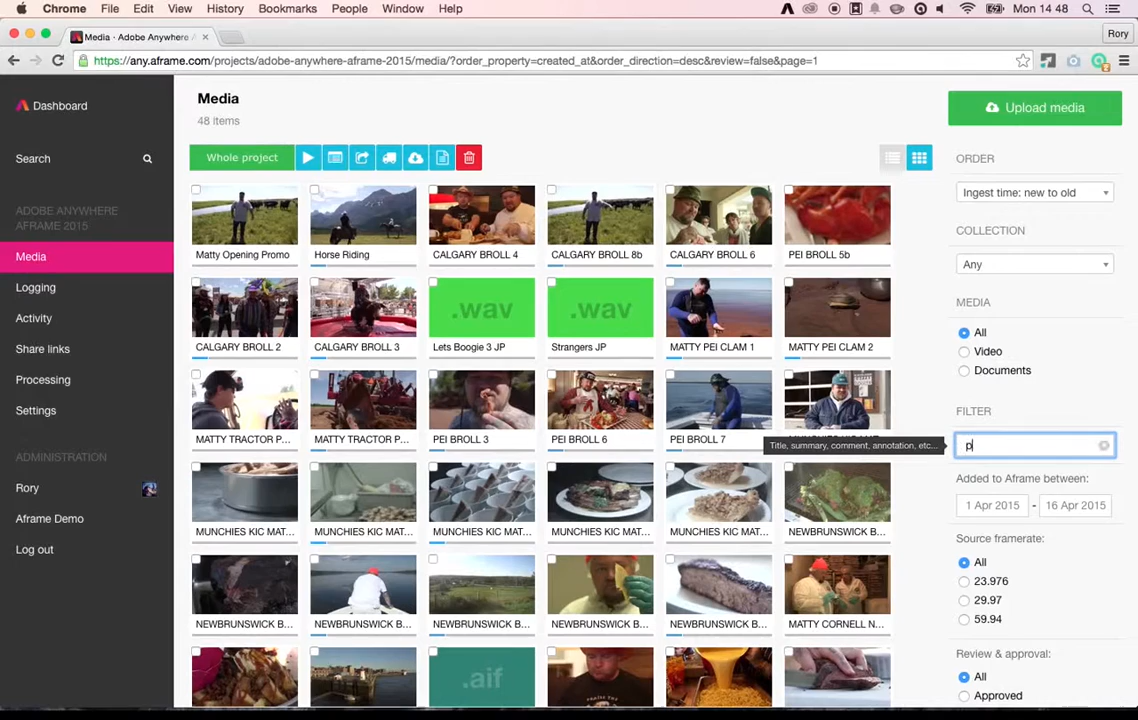 Chrome File Edit View History Bookmarks People Window Help Mon 14 48
Media · Adobe Anywhere Rory
https://any.aframe.com/projects/adobe-anywhere-aframe-2015/media/?order_property=created_at&order_direction=desc&review=false&page=1
Dashboard
Search
ADOBE ANYWHERE
AFRAME 2015
Media
Logging
Activity
Share links
Processing
Settings
ADMINISTRATION
Rory
Aframe Demo
Log out
Media
48 items
Whole project
Matty Opening Promo Horse Riding CALGARY BROLL 4 CALGARY BROLL 8b CALGARY BROLL 6 PEI BROLL 5b
.wav .wav
CALGARY BROLL 2 CALGARY BROLL 3 Lets Boogie 3 JP Strangers JP MATTY PEI CLAM 1 MATTY PEI CLAM 2
MATTY TRACTOR P... MATTY TRACTOR P... PEI BROLL 3 PEI BROLL 6 PEI BROLL 7
MUNCHIES KIC MAT... MUNCHIES KIC MAT... MUNCHIES KIC MAT... MUNCHIES KIC MAT... MUNCHIES KIC MAT... NEWBRUNSWICK B...
NEWBRUNSWICK B... NEWBRUNSWICK B... NEWBRUNSWICK B... NEWBRUNSWICK B... NEWBRUNSWICK B... MATTY CORNELL N...
.aif
Upload media
ORDER
Ingest time: new to old
COLLECTION
Any
MEDIA
All
Video
Documents
FILTER
Title, summary, comment, annotation, etc...
p
Added to Aframe between:
1 Apr 2015 - 16 Apr 2015
Source framerate:
All
23.976
29.97
59.94
Review & approval:
All
Approved